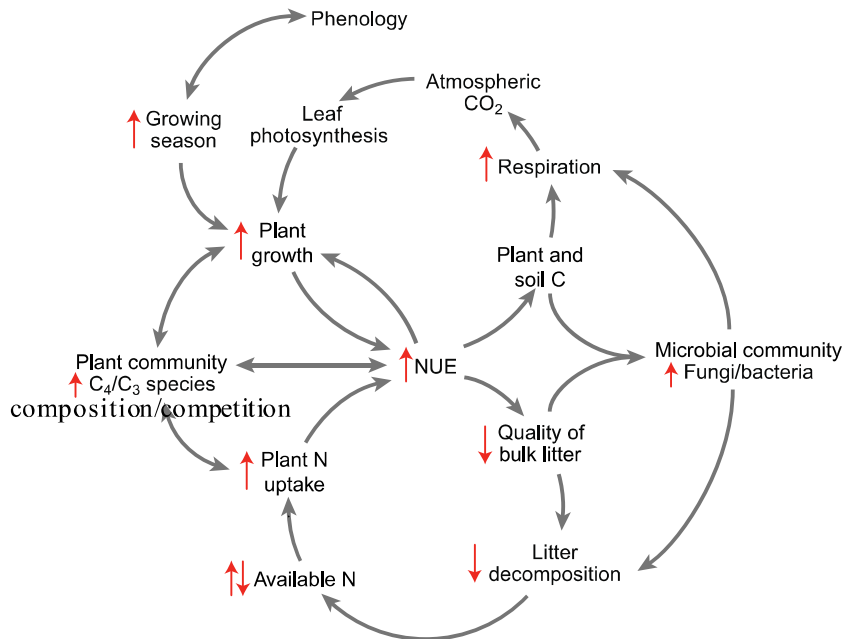 Phenology
Atmospheric
CO₂
Growing
season
Leaf
photosynthesis
Respiration
Plant
growth
Plant and
soil C
Plant community
C₄/C₃ species
composition/competition
NUE
Microbial community
Fungi/bacteria
Quality of
bulk litter
Plant N
uptake
Available N
Litter
decomposition